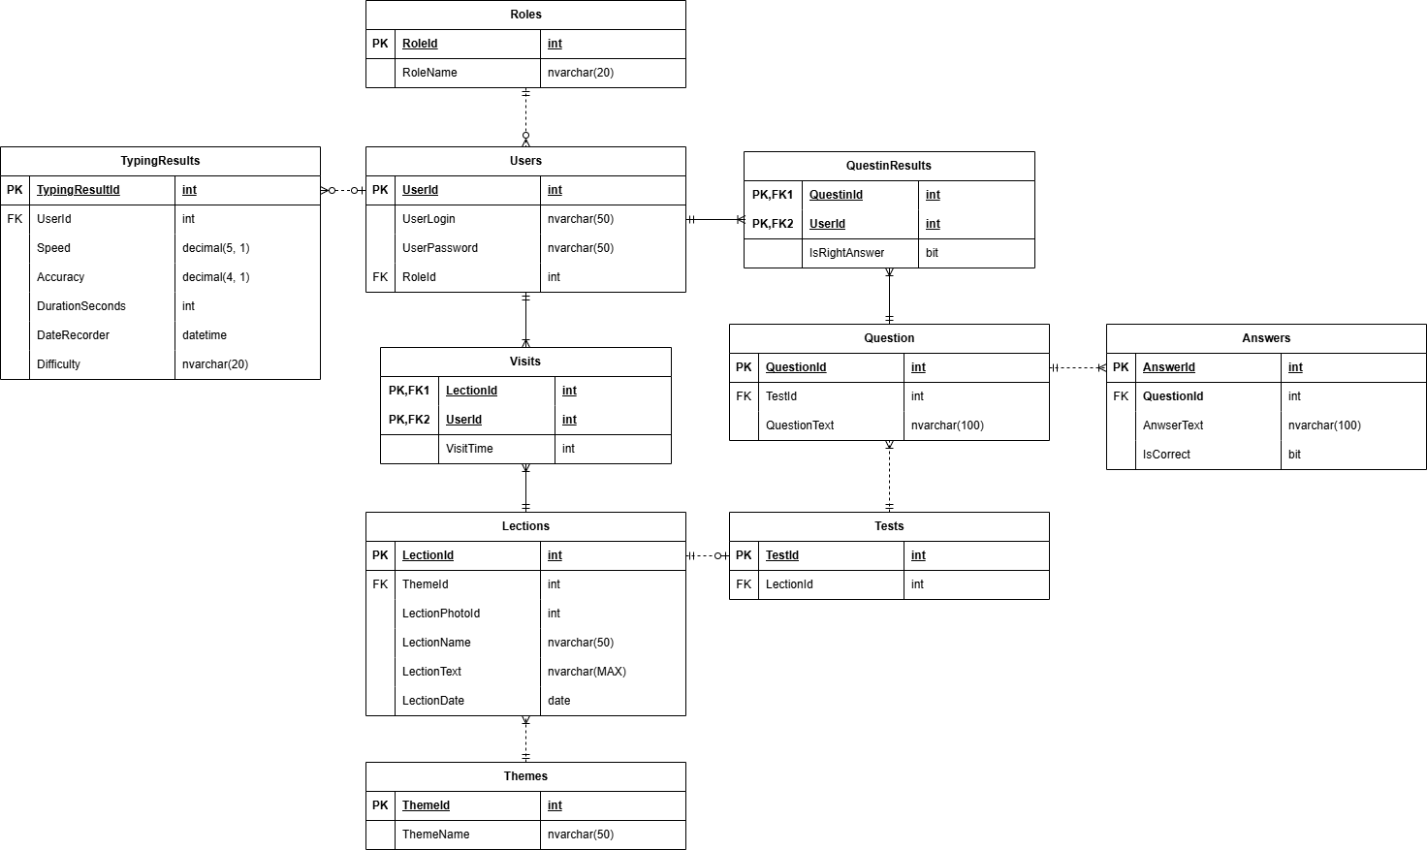 Roles
PK RoleId int
RoleName nvarchar(20)
TypingResults
PK TypingResultId int
FK UserId int
Speed decimal(5, 1)
Accuracy decimal(4, 1)
DurationSeconds int
DateRecorder datetime
Difficulty nvarchar(20)
Users
PK UserId int
UserLogin nvarchar(50)
UserPassword nvarchar(50)
FK RoleId int
QuestinResults
PK,FK1 QuestinId int
PK,FK2 UserId int
IsRightAnswer bit
Visits
PK,FK1 LectionId int
PK,FK2 UserId int
VisitTime int
Question
PK QuestionId int
FK TestId int
QuestionText nvarchar(100)
Answers
PK AnswerId int
FK QuestionId int
AnwserText nvarchar(100)
IsCorrect bit
Lections
PK LectionId int
FK ThemeId int
LectionPhotoId int
LectionName nvarchar(50)
LectionText nvarchar(MAX)
LectionDate date
Tests
PK TestId int
FK LectionId int
Themes
PK ThemeId int
ThemeName nvarchar(50)